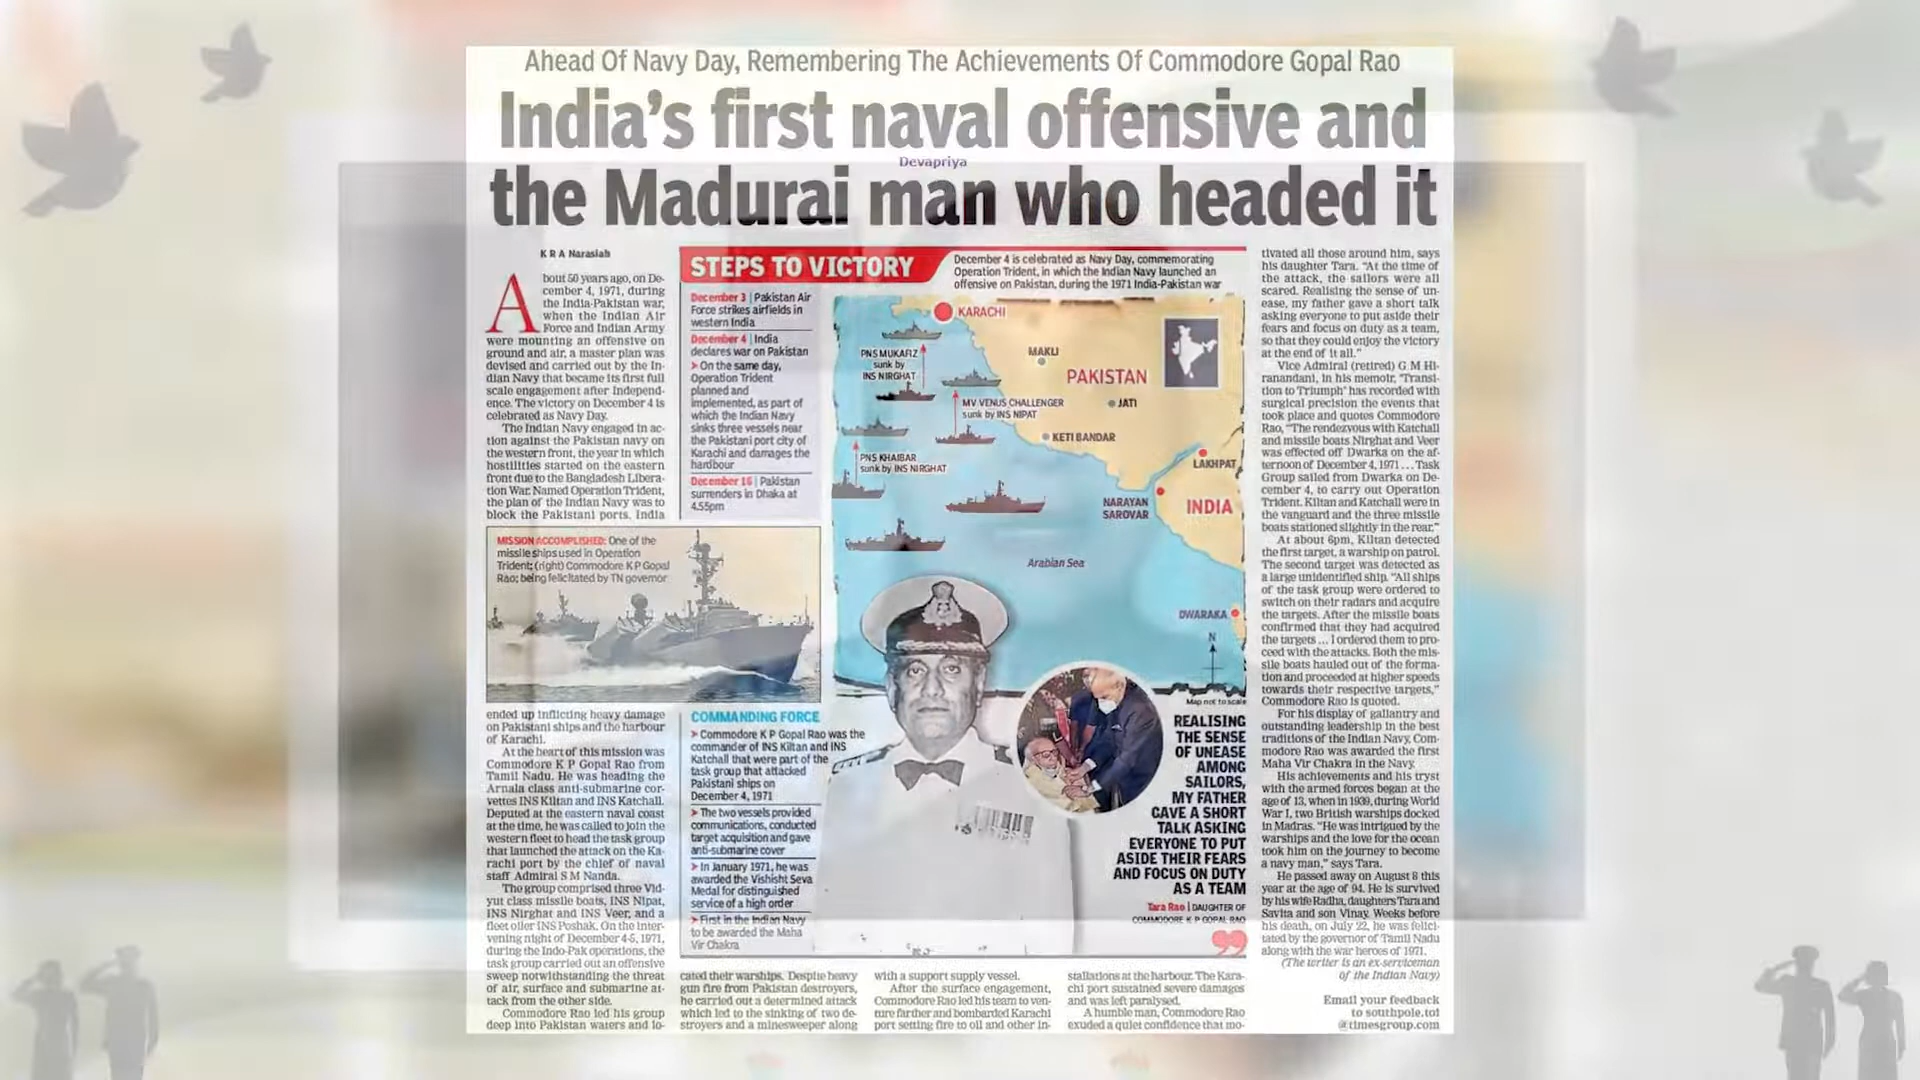 Ahead Of Navy Day, Remembering The Achievements Of Commodore Gopal Rao
India's first naval offensive and
Devapriya
the Madurai man who headed it
K R A Narasiah
About 50 years ago, on De-
cember 4, 1971, during
the India-Pakistan war,
when the Indian Air
Force and Indian Army
were mounting an offensive on
ground and air, a master plan was
devised and carried out by the In-
dian Navy that became its first full
scale engagement after Independ-
ence. The victory on December 4 is
celebrated as Navy Day.
The Indian Navy engaged in ac-
tion against the Pakistan navy on
the western front, the year in which
hostilities started on the eastern
front due to the Bangladesh Libera-
tion War. Named Operation Trident,
the plan of the Indian Navy was to
block the Pakistani ports. India
MISSION ACCOMPLISHED: One of the
missile ships used in Operation
Trident; (right) Commodore K P Gopal
Rao; being felicitated by TN governor
ended up inflicting heavy damage
on Pakistani ships and the harbour
of Karachi.
At the heart of this mission was
Commodore K P Gopal Rao from
Tamil Nadu. He was heading the
Arnala class anti-submarine cor-
vettes INS Kiltan and INS Katchall.
Deputed at the eastern naval coast
at the time, he was called to join the
western fleet to head the task group
that launched the attack on the Ka-
rachi port by the chief of naval
staff Admiral S M Nanda.
The group comprised three Vid-
yut class missile boats, INS Nipat,
INS Nirghat and INS Veer, and a
fleet oiler INS Poshak. On the inter-
vening night of December 4-5, 1971,
during the Indo-Pak operations, the
task group carried out an offensive
sweep notwithstanding the threat
of air, surface and submarine at-
tack from the other side.
Commodore Rao led his group
deep into Pakistan waters and lo-
STEPS TO VICTORY
December 4 is celebrated as Navy Day, commemorating
Operation Trident, in which the Indian Navy launched an
offensive on Pakistan, during the 1971 India-Pakistan war
December 3 | Pakistan Air
Force strikes airfields in
western India
December 4 | India
declares war on Pakistan
➤ On the same day,
Operation Trident
planned and
implemented, as part of
which the Indian Navy
sinks three vessels near
the Pakistani port city of
Karachi and damages the
hardbour
December 16 | Pakistan
surrenders in Dhaka at
4.55pm
KARACHI
PNS MUKAFIZ
sunk by
INS NIRGHAT
MAKLI
PAKISTAN
MV VENUS CHALLENGER
sunk by INS NIPAT
JATI
KETI BANDAR
PNS KHAIBAR
sunk by INS NIRGHAT
LAKHPAT
NARAYAN
SAROVAR
INDIA
Arabian Sea
DWARAKA
N
Map not to scale
COMMANDING FORCE
➤ Commodore K P Gopal Rao was the
commander of INS Kiltan and INS
Katchall that were part of the
task group that attacked
Pakistani ships on
December 4, 1971
➤ The two vessels provided
communications, conducted
target acquisition and gave
anti-submarine cover
➤ In January 1971, he was
awarded the Vishisht Seva
Medal for distinguished
service of a high order
➤ First in the Indian Navy
to be awarded the Maha
Vir Chakra
REALISING
THE SENSE
OF UNEASE
AMONG
SAILORS,
MY FATHER
GAVE A SHORT
TALK ASKING
EVERYONE TO PUT
ASIDE THEIR FEARS
AND FOCUS ON DUTY
AS A TEAM
Tara Rao | DAUGHTER OF
COMMODORE K P GOPAL RAO
cated their warships. Despite heavy
gun fire from Pakistan destroyers,
he carried out a determined attack
which led to the sinking of two de-
stroyers and a minesweeper along
with a support supply vessel.
After the surface engagement,
Commodore Rao led his team to ven-
ture farther and bombarded Karachi
port setting fire to oil and other in-
stallations at the harbour. The Kara-
chi port sustained severe damages
and was left paralysed.
A humble man, Commodore Rao
exuded a quiet confidence that mo-
tivated all those around him, says
his daughter Tara. "At the time of
the attack, the sailors were all
scared. Realising the sense of un-
ease, my father gave a short talk
asking everyone to put aside their
fears and focus on duty as a team,
so that they could enjoy the victory
at the end of it all."
Vice Admiral (retired) G M Hi-
ranandani, in his memoir, 'Transi-
tion to Triumph' has recorded with
surgical precision the events that
took place and quotes Commodore
Rao, "The rendezvous with Katchall
and missile boats Nirghat and Veer
was effected off Dwarka on the af-
ternoon of December 4, 1971... Task
Group sailed from Dwarka on De-
cember 4, to carry out Operation
Trident. Kiltan and Katchall were in
the vanguard and the three missile
boats stationed slightly in the rear."
At about 6pm, Kiltan detected
the first target, a warship on patrol.
The second target was detected as
a large unidentified ship. "All ships
of the task group were ordered to
switch on their radars and acquire
the targets. After the missile boats
confirmed that they had acquired
the targets... I ordered them to pro-
ceed with the attacks. Both the mis-
sile boats hauled out of the forma-
tion and proceeded at higher speeds
towards their respective targets,"
Commodore Rao is quoted.
For his display of gallantry and
outstanding leadership in the best
traditions of the Indian Navy, Com-
modore Rao was awarded the first
Maha Vir Chakra in the Navy.
His achievements and his tryst
with the armed forces began at the
age of 13, when in 1939, during World
War I, two British warships docked
in Madras. "He was intrigued by the
warships and the love for the ocean
took him on the journey to become
a navy man," says Tara.
He passed away on August 8 this
year at the age of 94. He is survived
by his wife Radha, daughters Tara and
Savita and son Vinay. Weeks before
his death, on July 22, he was felici-
tated by the governor of Tamil Nadu
along with the war heroes of 1971.
(The writer is an ex-serviceman
of the Indian Navy)
Email your feedback
to southpole.toi
@timesgroup.com